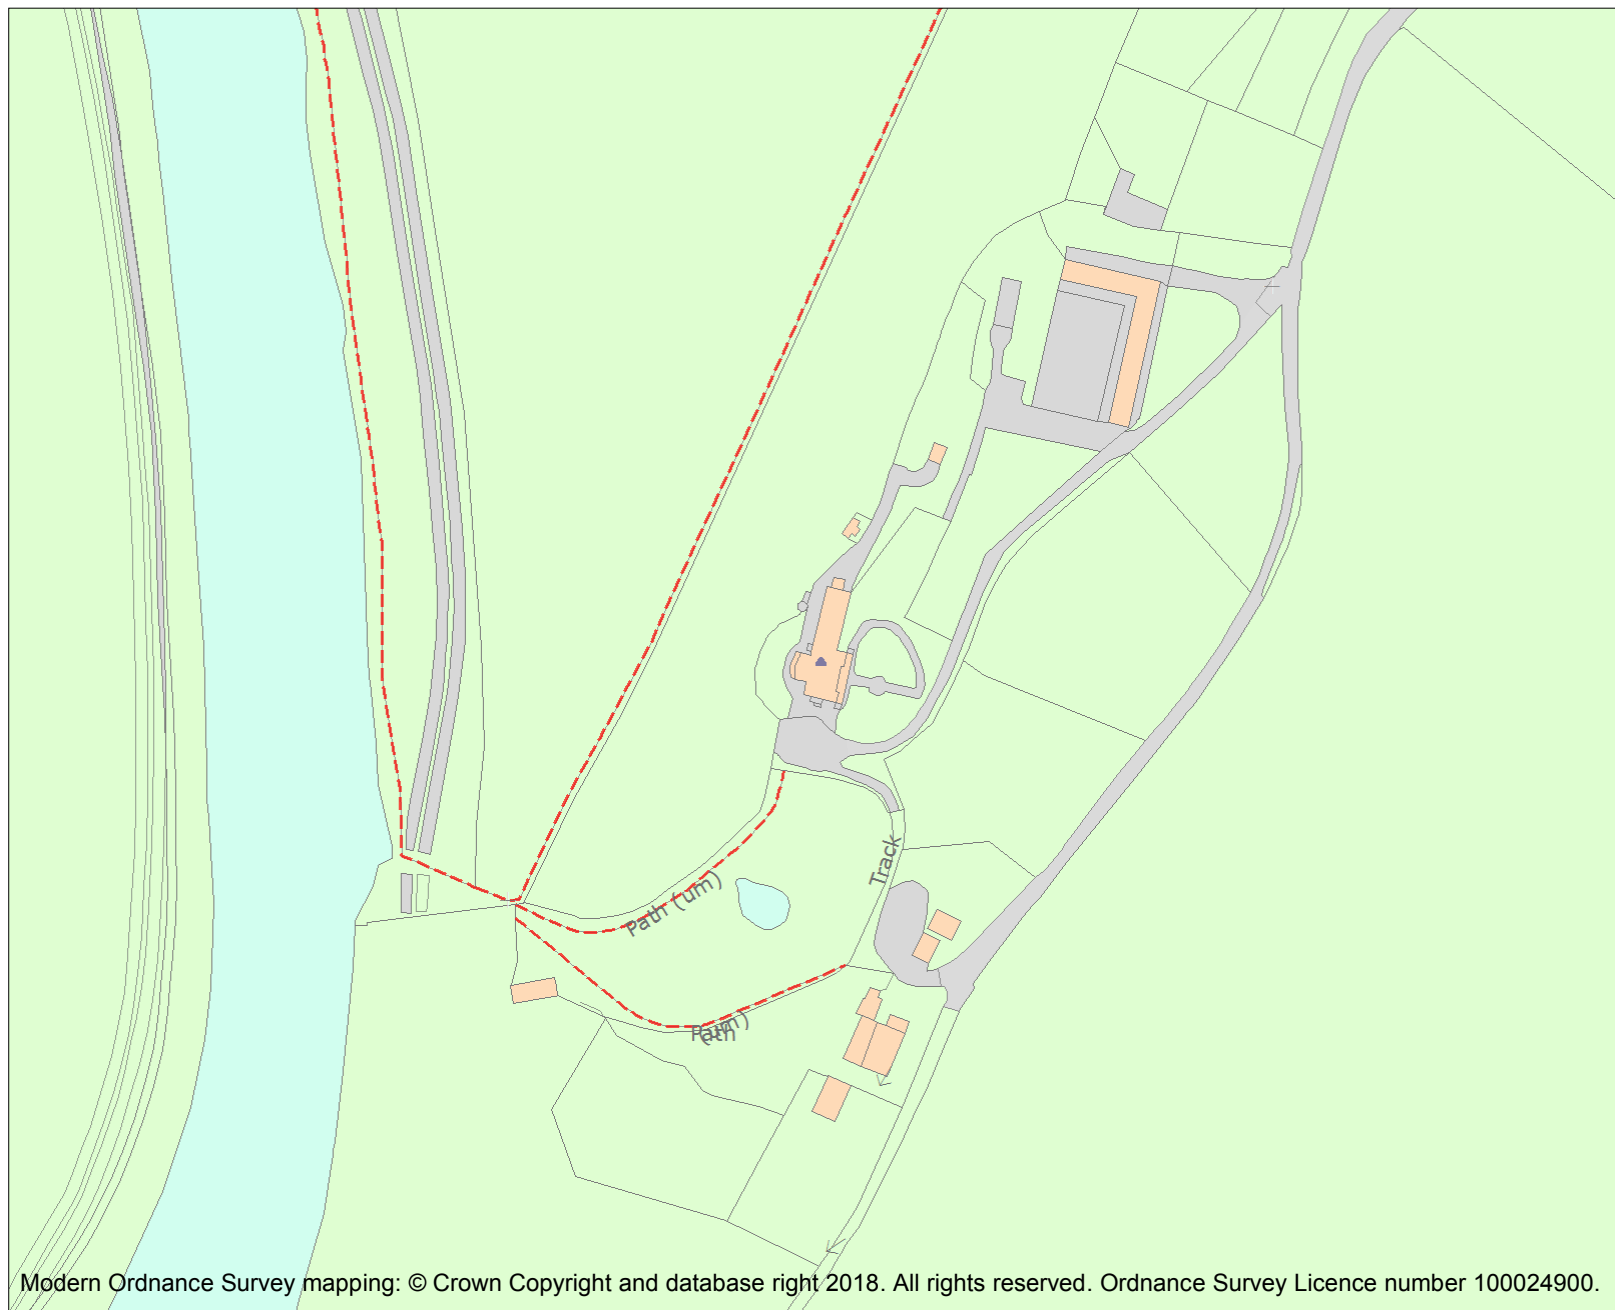 Track
Path (um)
Path
(um)
Modern Ordnance Survey mapping: © Crown Copyright and database right 2018. All rights reserved. Ordnance Survey Licence number 100024900.